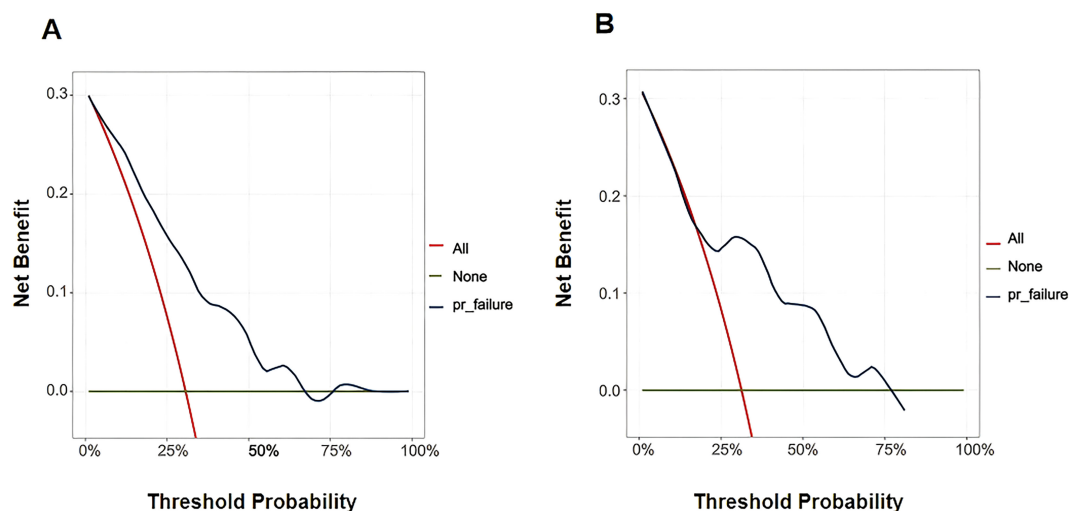 A
Net Benefit
0.3
0.2
0.1
0.0
0%
25%
50%
75%
100%
Threshold Probability
All
None
pr_failure
B
Net Benefit
0.3
0.2
0.1
0.0
0%
25%
50%
75%
100%
Threshold Probability
All
None
pr_failure